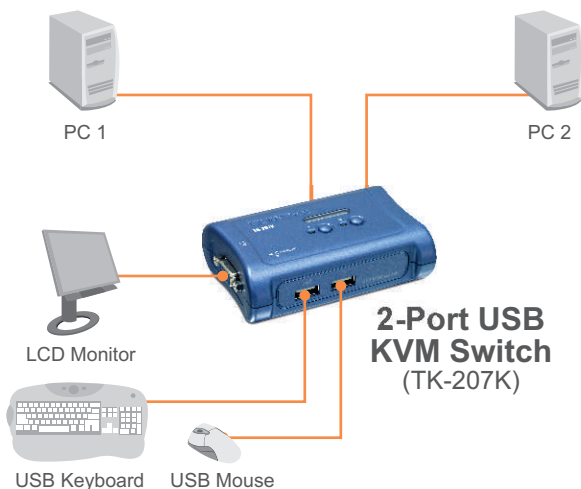 PC 1
PC 2
LCD Monitor
2-Port USB
KVM Switch
(TK-207K)
USB Keyboard
USB Mouse